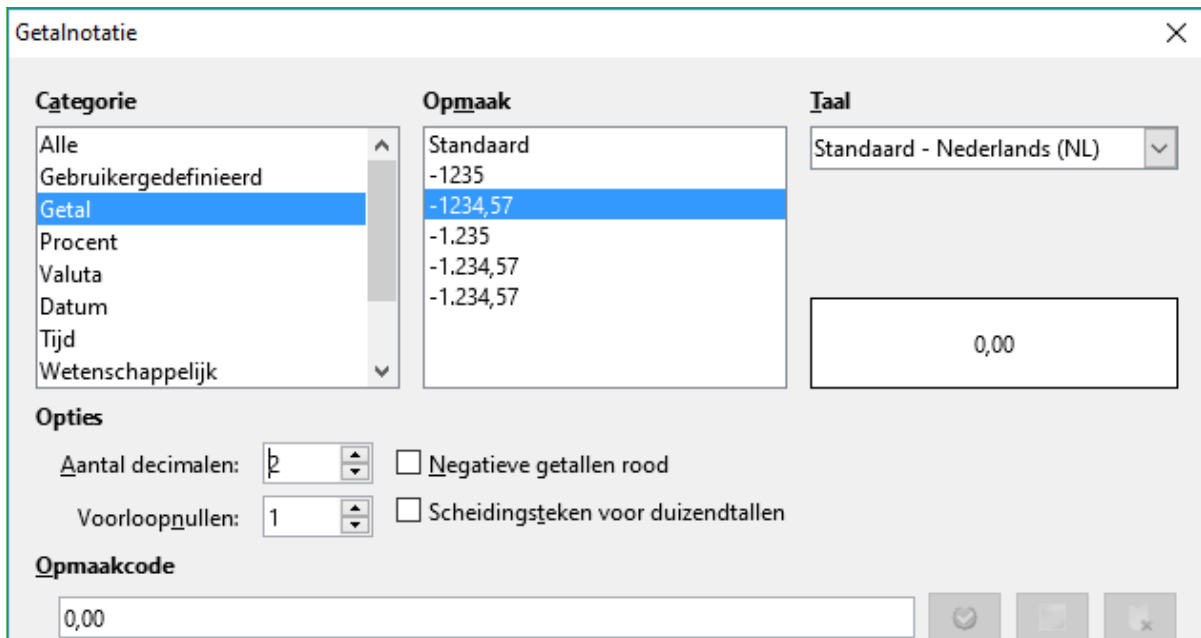 Getalnotatie
Categorie
Alle
Gebruikergedefinieerd
Getal
Procent
Valuta
Datum
Tijd
Wetenschappelijk
Opmaak
Standaard
-1235
-1234,57
-1.235
-1.234,57
-1.234,57
Taal
Standaard - Nederlands (NL)
0,00
Opties
Aantal decimalen: 2
Negatieve getallen rood
Voorloopnullen: 1
Scheidingsteken voor duizendtallen
Opmaakcode
0,00